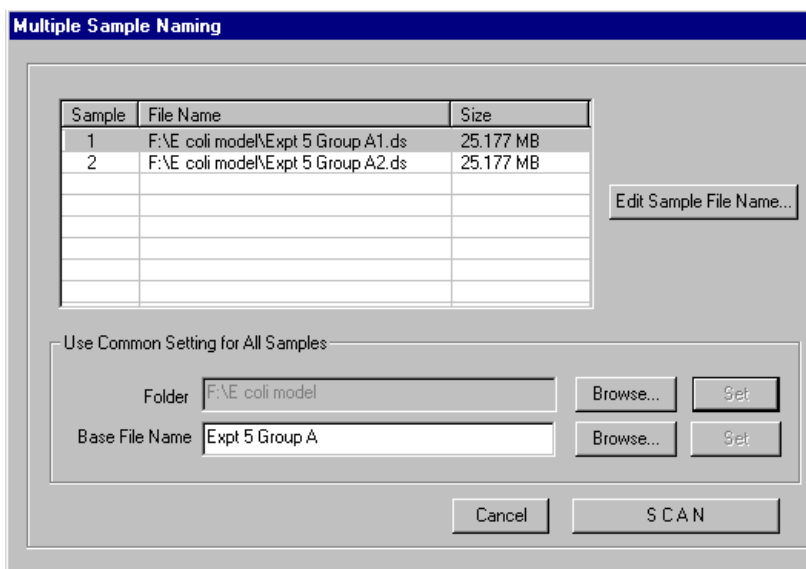 Multiple Sample Naming
Sample File Name Size
1 F:\E coli model\Expt 5 Group A1.ds 25.177 MB
2 F:\E coli model\Expt 5 Group A2.ds 25.177 MB
Edit Sample File Name...
Use Common Setting for All Samples
Folder F:\E coli model Browse... Set
Base File Name Expt 5 Group A Browse... Set
Cancel S C A N